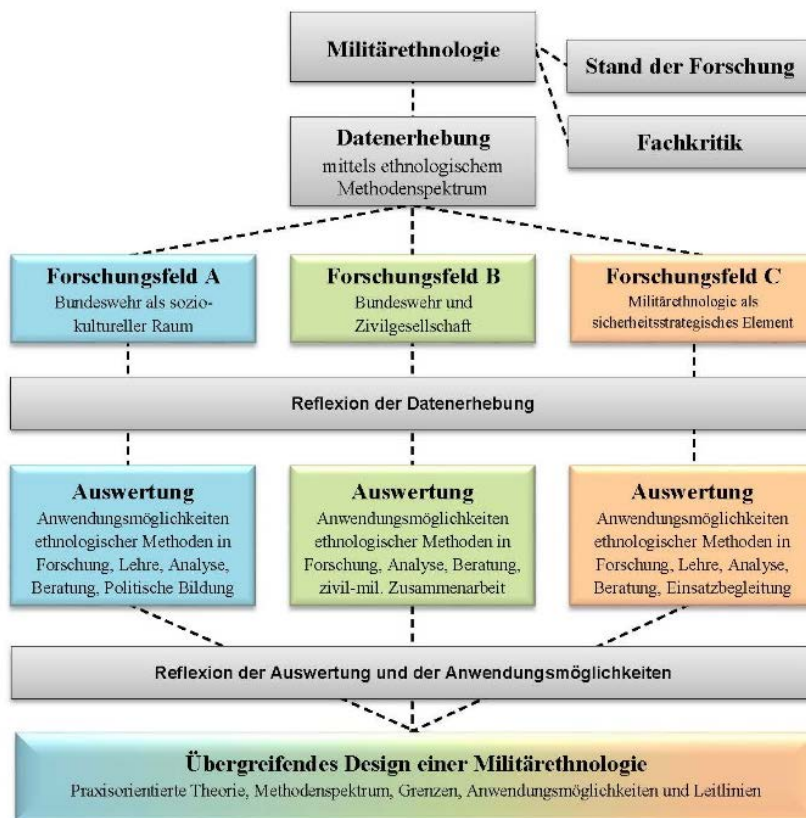 Militärethnologie
Stand der Forschung
Fachkritik
Datenerhebung
mittels ethnologischem
Methodenspektrum
Forschungsfeld A
Bundeswehr als sozio-
kultureller Raum
Forschungsfeld B
Bundeswehr und
Zivilgesellschaft
Forschungsfeld C
Militärethnologie als
sicherheitsstrategisches Element
Reflexion der Datenerhebung
Auswertung
Anwendungsmöglichkeiten
ethnologischer Methoden in
Forschung, Lehre, Analyse,
Beratung, Politische Bildung
Auswertung
Anwendungsmöglichkeiten
ethnologischer Methoden in
Forschung, Analyse, Beratung,
zivil-mil. Zusammenarbeit
Auswertung
Anwendungsmöglichkeiten
ethnologischer Methoden in
Forschung, Lehre, Analyse,
Beratung, Einsatzbegleitung
Reflexion der Auswertung und der Anwendungsmöglichkeiten
Übergreifendes Design einer Militärethnologie
Praxisorientierte Theorie, Methodenspektrum, Grenzen, Anwendungsmöglichkeiten und Leitlinien